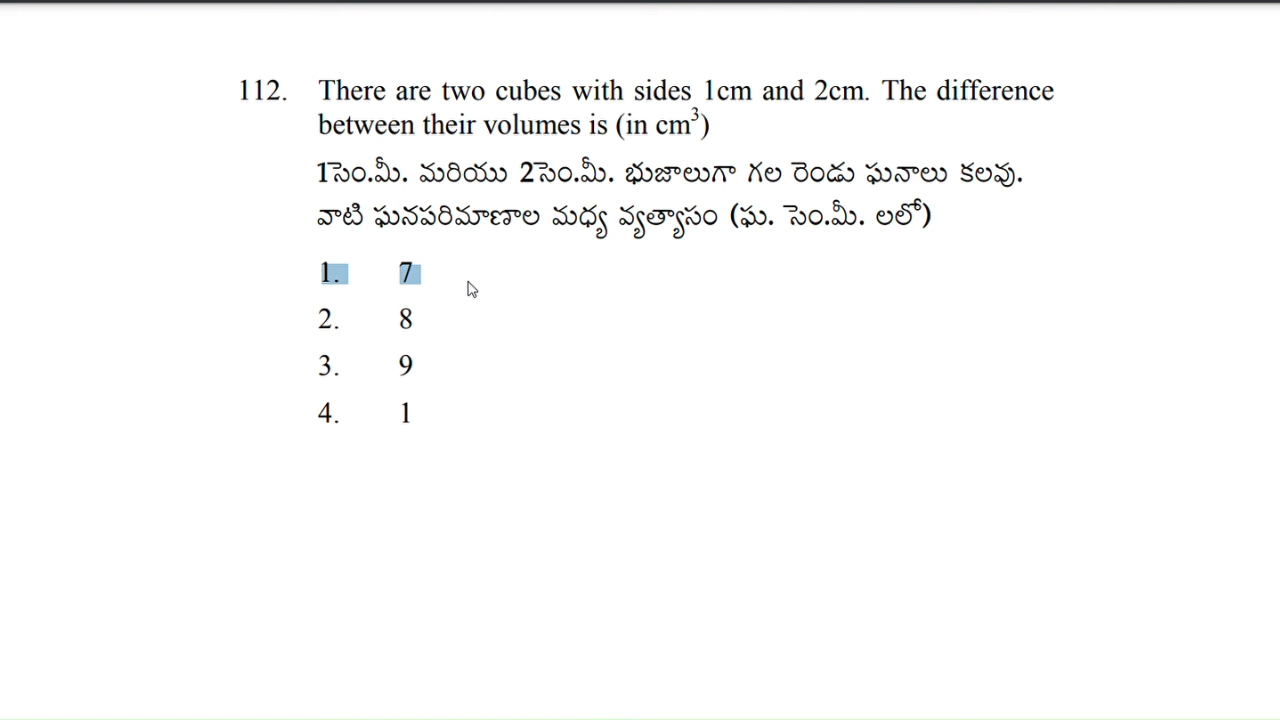 112. There are two cubes with sides 1cm and 2cm. The difference
between their volumes is (in cm³)
1సెం.మీ. మరియు 2సెం.మీ. భుజాలుగా గల రెండు ఘనాలు కలవు.
వాటి ఘనపరిమాణాల మధ్య వ్యత్యాసం (ఘ. సెం.మీ. లలో)
1. 7
2. 8
3. 9
4. 1